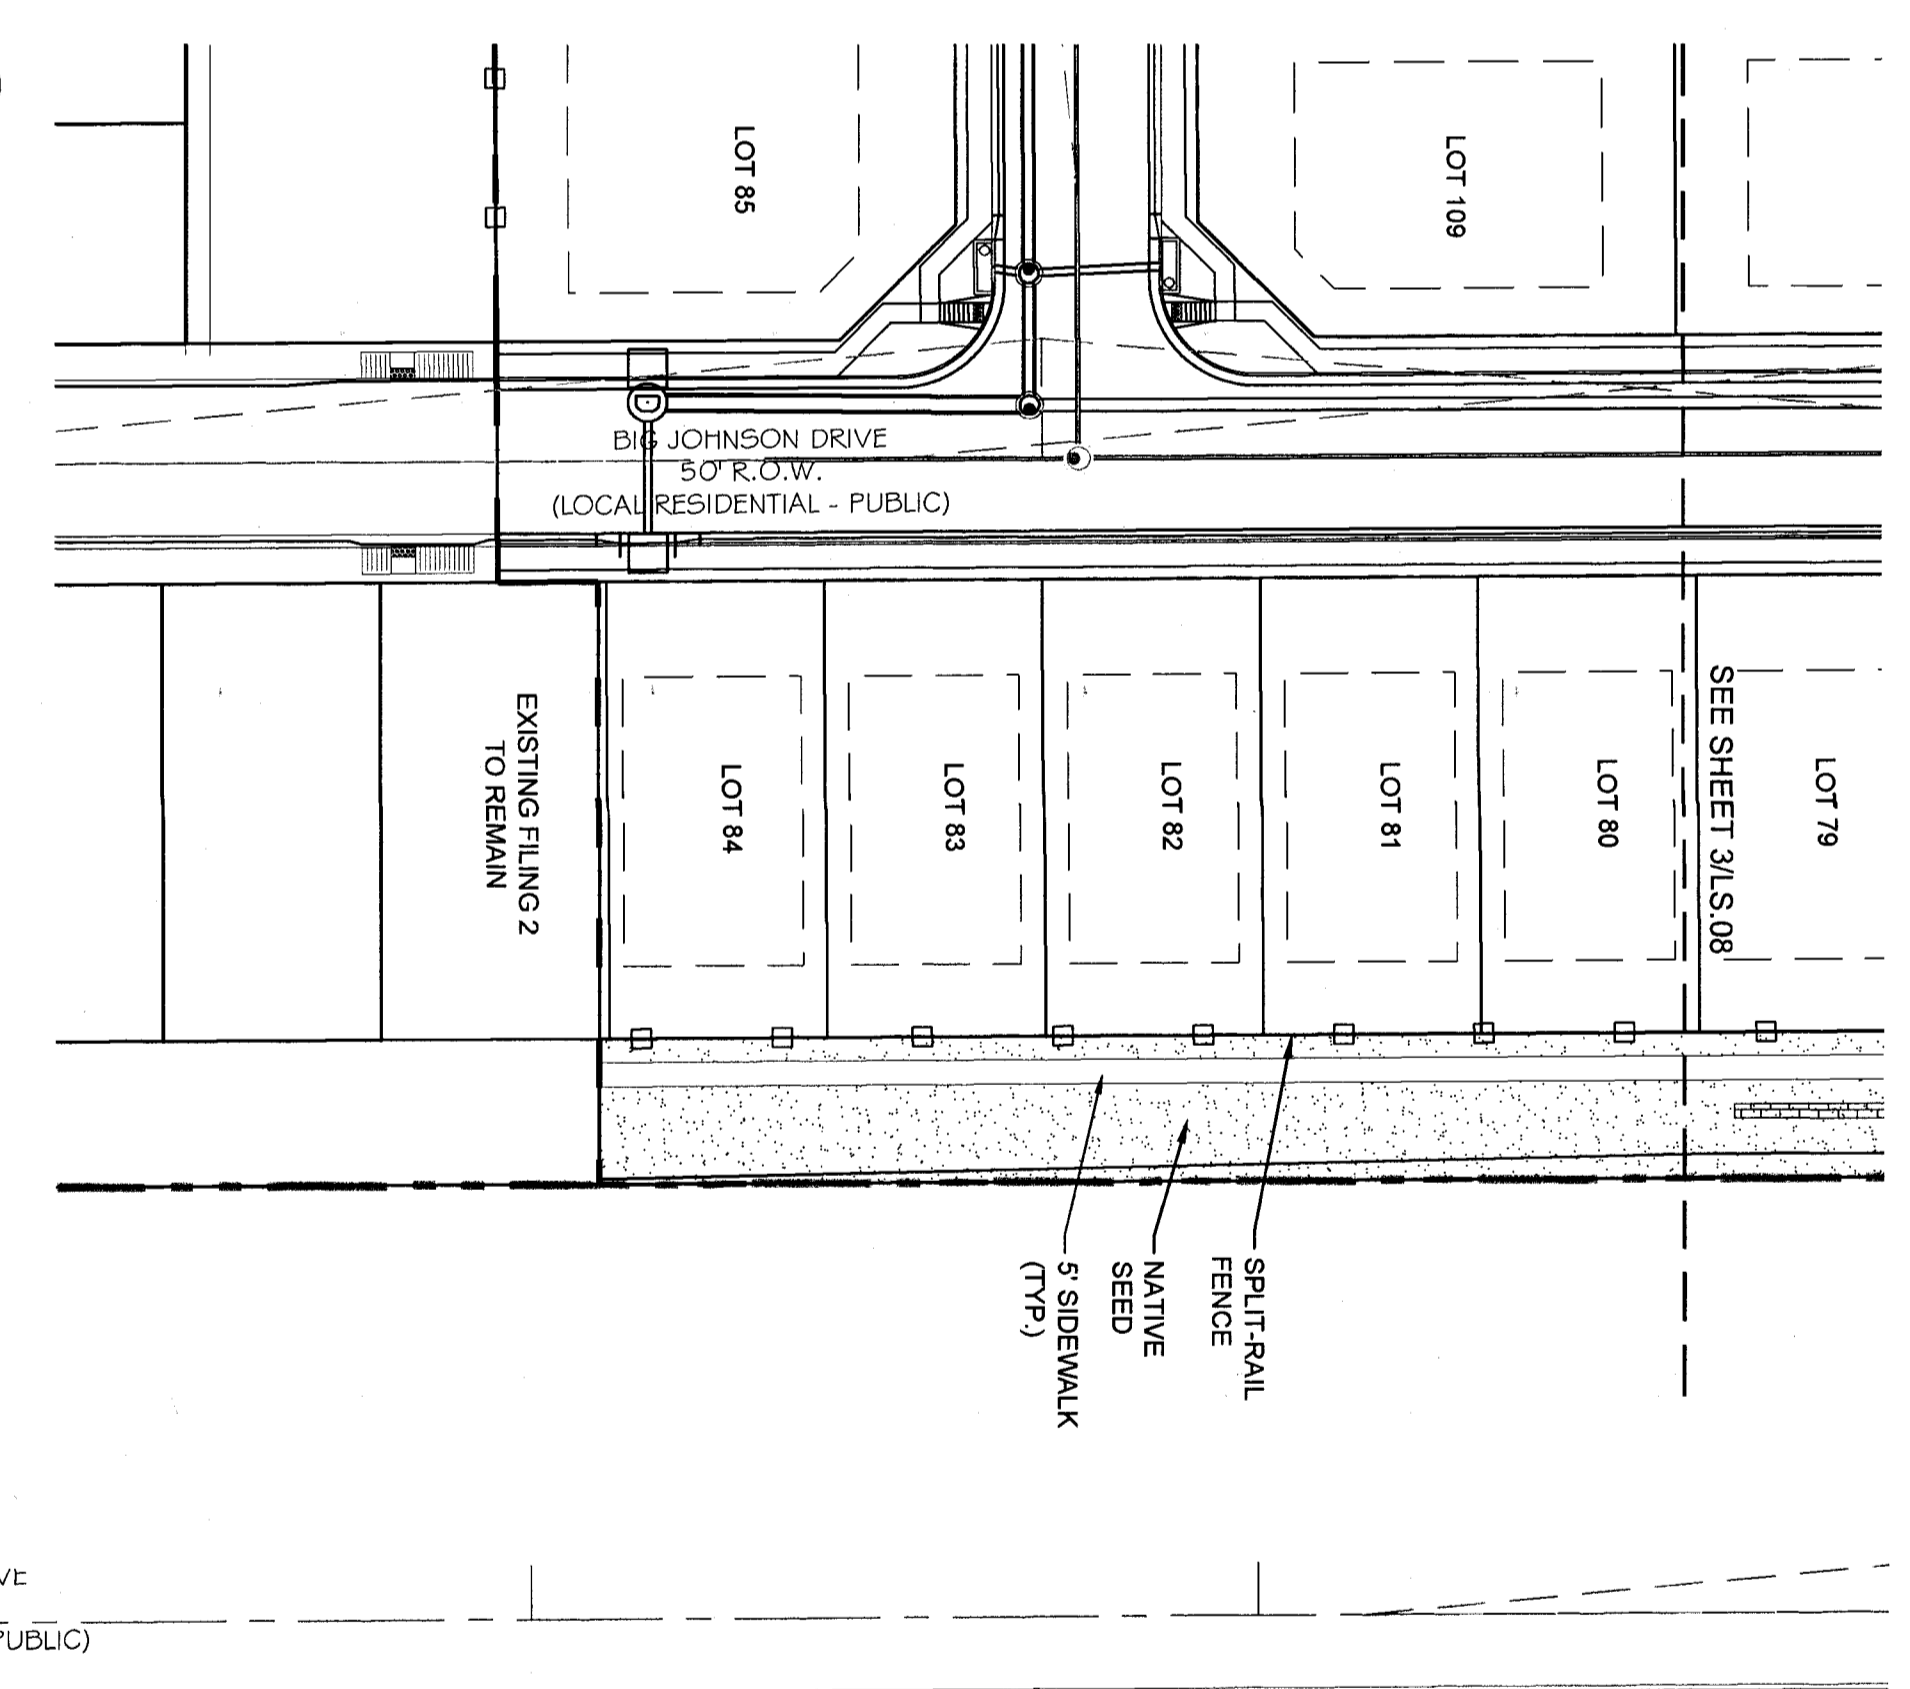 LOT 85
LOT 109
BIG JOHNSON DRIVE
50' R.O.W.
(LOCAL RESIDENTIAL - PUBLIC)
EXISTING FILING 2
TO REMAIN
LOT 84
LOT 83
LOT 82
LOT 81
LOT 80
SEE SHEET 3/LS.08
LOT 79
SPLIT-RAIL
FENCE
NATIVE
SEED
5' SIDEWALK
(TYP.)
VE
PUBLIC)